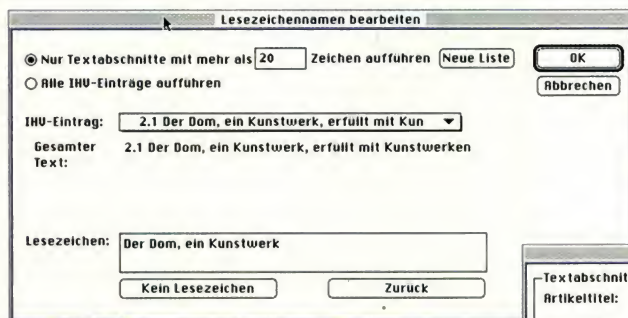 Lesezeichennamen bearbeiten
Nur Textabschnitte mit mehr als 20 Zeichen aufführen Neue Liste OK
Alle IHV-Einträge aufführen Abbrechen
IHV-Eintrag: 2.1 Der Dom, ein Kunstwerk, erfullt mit Kun
Gesamter 2.1 Der Dom, ein Kunstwerk, erfullt mit Kunstwerken
Text:
Lesezeichen: Der Dom, ein Kunstwerk
Kein Lesezeichen Zurück
Textabschnit
Artikeltitel: